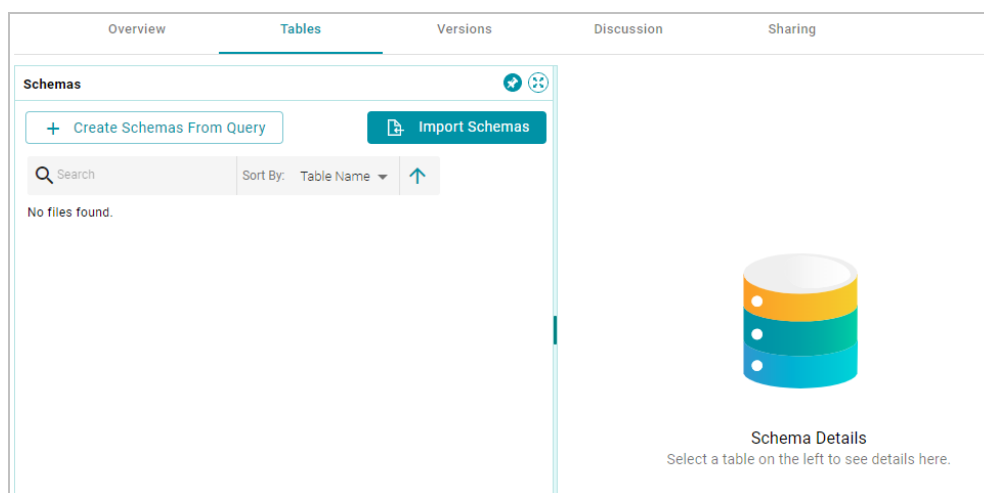 Overview Tables Versions Discussion Sharing
Schemas
+ Create Schemas From Query Import Schemas
Search Sort By: Table Name
No files found.
Schema Details
Select a table on the left to see details here.